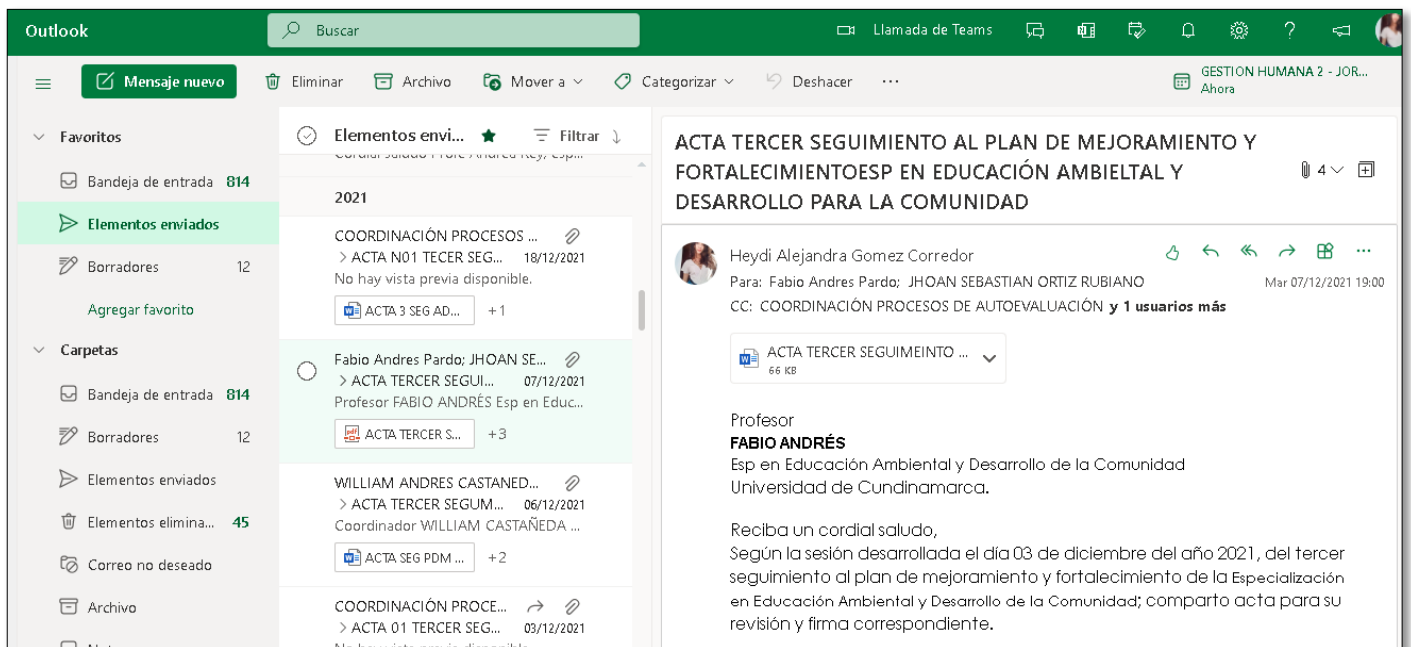 Outlook
Buscar
Llamada de Teams
Mensaje nuevo
Eliminar
Archivo
Mover a
Categorizar
Deshacer
GESTION HUMANA 2 - JOR...
Ahora
Favoritos
Bandeja de entrada 814
Elementos enviados
Borradores 12
Agregar favorito
Carpetas
Bandeja de entrada 814
Borradores 12
Elementos enviados
Elementos elimina... 45
Correo no deseado
Archivo
Elementos envi...
Filtrar
2021
COORDINACIÓN PROCESOS ...
> ACTA N01 TECER SEG... 18/12/2021
No hay vista previa disponible.
ACTA 3 SEG AD... +1
Fabio Andres Pardo; JHOAN SE...
> ACTA TERCER SEGUI... 07/12/2021
Profesor FABIO ANDRÉS Esp en Educ...
ACTA TERCER S... +3
WILLIAM ANDRES CASTANED...
> ACTA TERCER SEGUM... 06/12/2021
Coordinador WILLIAM CASTAÑEDA ...
ACTA SEG PDM ... +2
COORDINACIÓN PROCE...
> ACTA 01 TERCER SEG... 03/12/2021
ACTA TERCER SEGUIMIENTO AL PLAN DE MEJORAMIENTO Y
FORTALECIMIENTOESP EN EDUCACIÓN AMBIELTAL Y
DESARROLLO PARA LA COMUNIDAD
4
Heydi Alejandra Gomez Corredor
Para: Fabio Andres Pardo; JHOAN SEBASTIAN ORTIZ RUBIANO
Mar 07/12/2021 19:00
CC: COORDINACIÓN PROCESOS DE AUTOEVALUACIÓN y 1 usuarios más
ACTA TERCER SEGUIMEINTO ...
66 KB
Profesor
FABIO ANDRÉS
Esp en Educación Ambiental y Desarrollo de la Comunidad
Universidad de Cundinamarca.
Reciba un cordial saludo,
Según la sesión desarrollada el día 03 de diciembre del año 2021, del tercer
seguimiento al plan de mejoramiento y fortalecimiento de la Especialización
en Educación Ambiental y Desarrollo de la Comunidad; comparto acta para su
revisión y firma correspondiente.